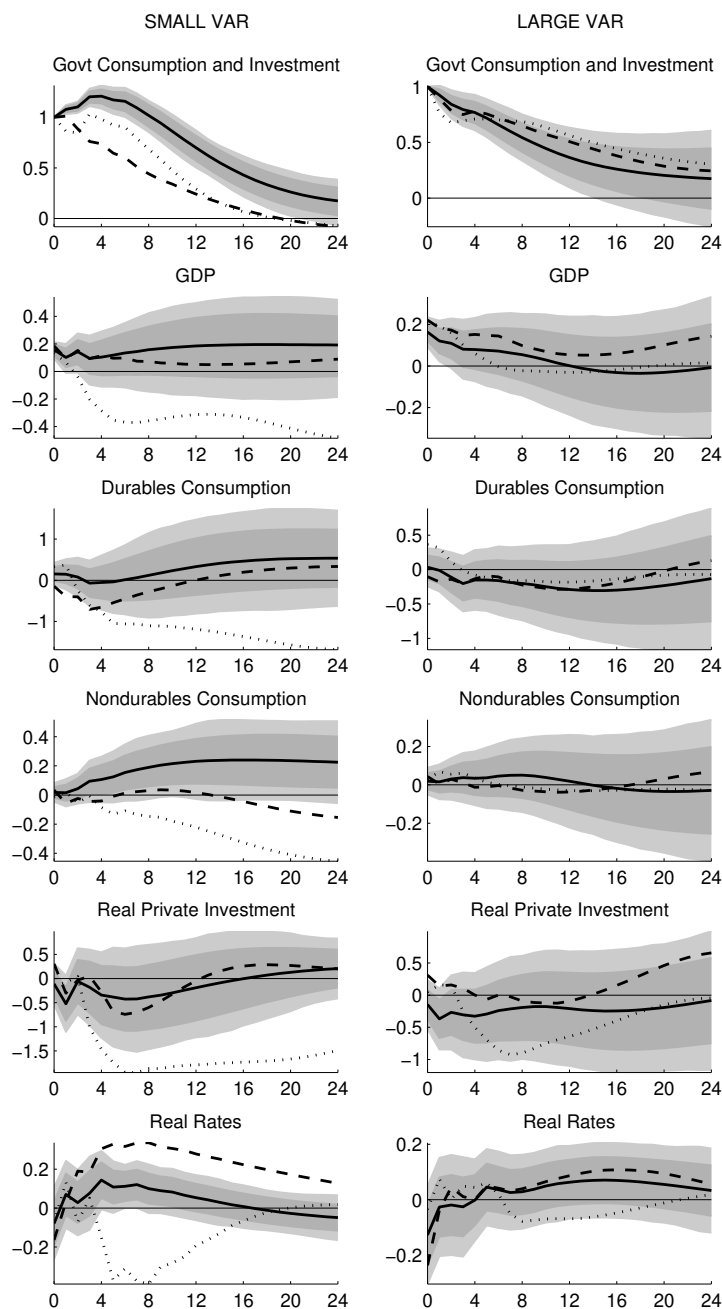 SMALL VAR
LARGE VAR
Govt Consumption and Investment
1
0.5
0
0 4 8 12 16 20 24
Govt Consumption and Investment
1
0.5
0
0 4 8 12 16 20 24
GDP
0.4
0.2
0
−0.2
−0.4
0 4 8 12 16 20 24
GDP
0.2
0
−0.2
0 4 8 12 16 20 24
Durables Consumption
1
0
−1
0 4 8 12 16 20 24
Durables Consumption
0.5
0
−0.5
−1
0 4 8 12 16 20 24
Nondurables Consumption
0.4
0.2
0
−0.2
−0.4
0 4 8 12 16 20 24
Nondurables Consumption
0.2
0
−0.2
0 4 8 12 16 20 24
Real Private Investment
0.5
0
−0.5
−1
−1.5
0 4 8 12 16 20 24
Real Private Investment
0.5
0
−0.5
−1
0 4 8 12 16 20 24
Real Rates
0.2
0
−0.2
0 4 8 12 16 20 24
Real Rates
0.2
0
−0.2
0 4 8 12 16 20 24